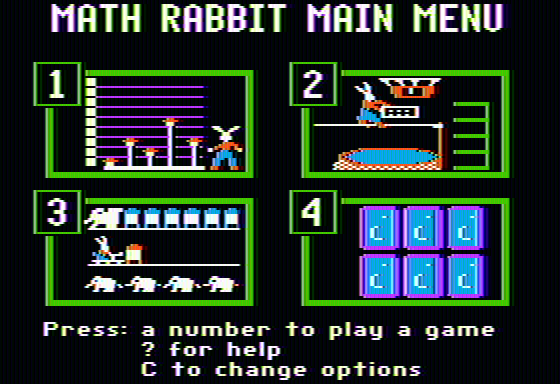 MATH RABBIT MAIN MENU
1
2
3
4
C C C
C C C
Press: a number to play a game
? for help
C to change options